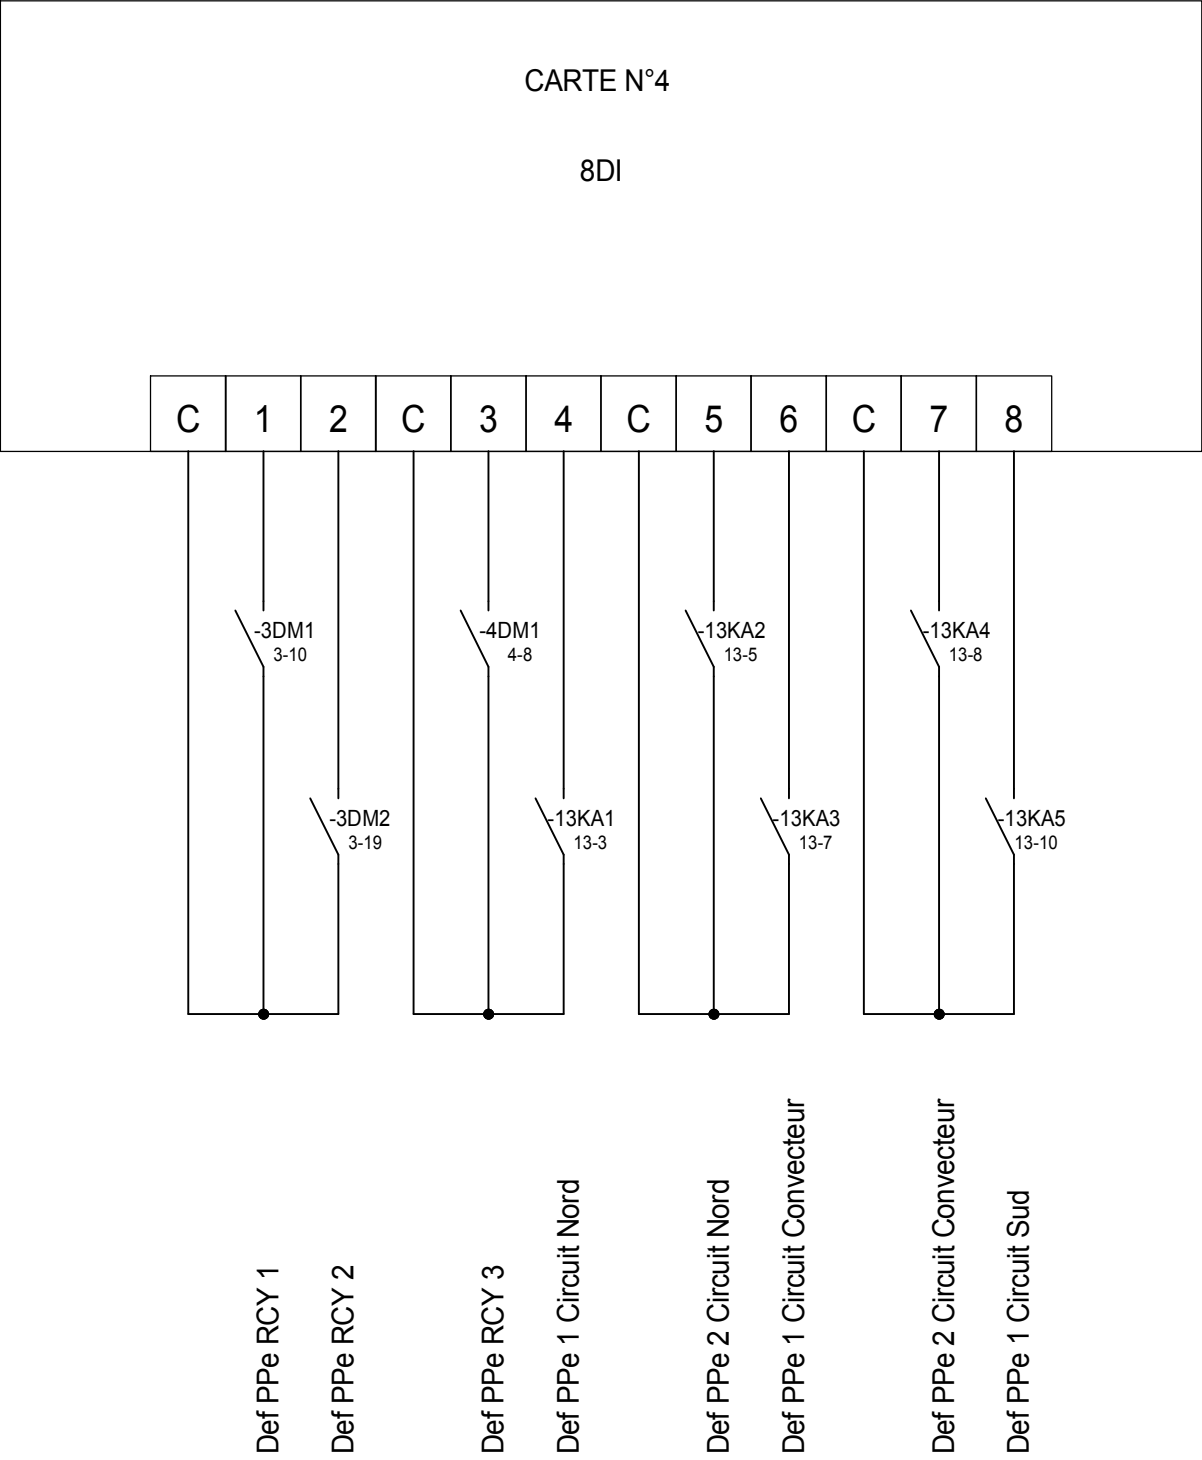 CARTE N°4
8DI
C 1 2 C 3 4 C 5 6 C 7 8
-3DM1
3-10
-4DM1
4-8
-13KA2
13-5
-13KA4
13-8
-3DM2
3-19
-13KA1
13-3
-13KA3
13-7
-13KA5
13-10
Def PPe RCY 1
Def PPe RCY 2
Def PPe RCY 3
Def PPe 1 Circuit Nord
Def PPe 2 Circuit Nord
Def PPe 1 Circuit Convecteur
Def PPe 2 Circuit Convecteur
Def PPe 1 Circuit Sud